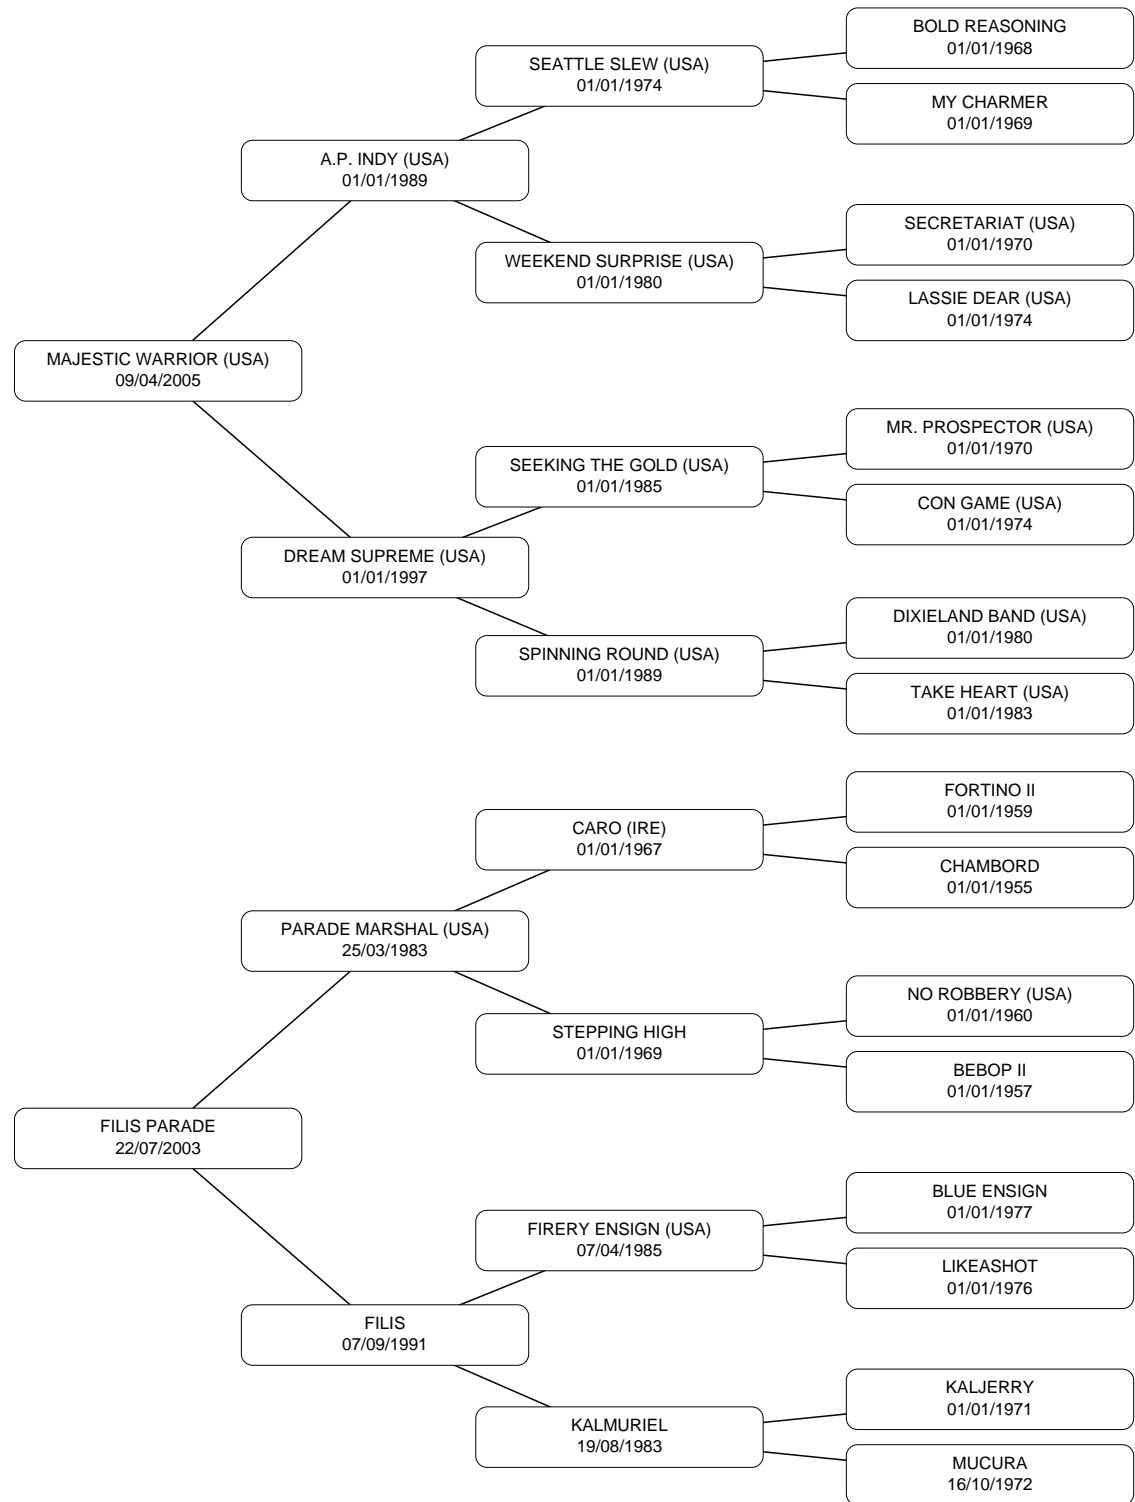 BOLD REASONING
01/01/1968
SEATTLE SLEW (USA)
01/01/1974
MY CHARMER
01/01/1969
A.P. INDY (USA)
01/01/1989
SECRETARIAT (USA)
01/01/1970
WEEKEND SURPRISE (USA)
01/01/1980
LASSIE DEAR (USA)
01/01/1974
MAJESTIC WARRIOR (USA)
09/04/2005
MR. PROSPECTOR (USA)
01/01/1970
SEEKING THE GOLD (USA)
01/01/1985
CON GAME (USA)
01/01/1974
DREAM SUPREME (USA)
01/01/1997
DIXIELAND BAND (USA)
01/01/1980
SPINNING ROUND (USA)
01/01/1989
TAKE HEART (USA)
01/01/1983
FORTINO II
01/01/1959
CARO (IRE)
01/01/1967
CHAMBORD
01/01/1955
PARADE MARSHAL (USA)
25/03/1983
NO ROBBERY (USA)
01/01/1960
STEPPING HIGH
01/01/1969
BEBOP II
01/01/1957
FILIS PARADE
22/07/2003
BLUE ENSIGN
01/01/1977
FIRERY ENSIGN (USA)
07/04/1985
LIKEASHOT
01/01/1976
FILIS
07/09/1991
KALJERRY
01/01/1971
KALMURIEL
19/08/1983
MUCURA
16/10/1972